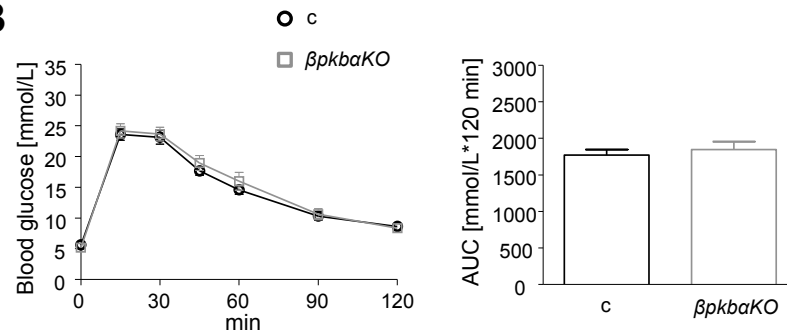 B
c
βpkbαKO
Blood glucose [mmol/L]
35
30
25
20
15
10
5
0
0 30 60 90 120
min
AUC [mmol/L*120 min]
3000
2500
2000
1500
1000
500
0
c βpkbαKO